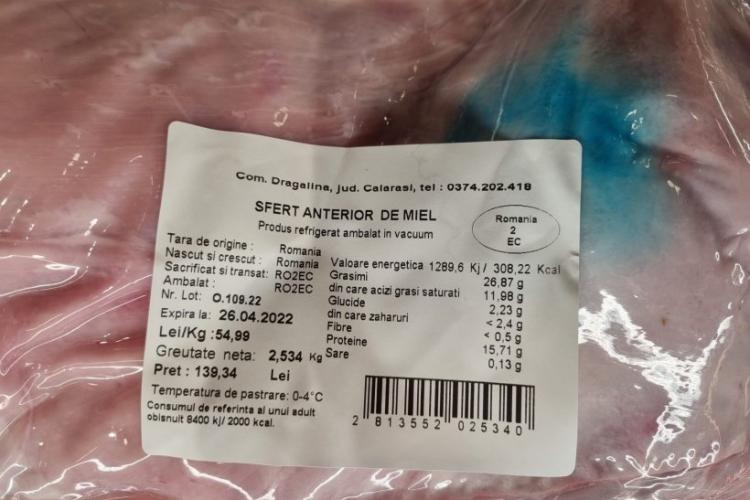 Com. Dragalina, jud. Calarasi, tel : 0374.202.418
SFERT ANTERIOR DE MIEL
Produs refrigerat ambalat in vacuum
Romania
2
EC
Tara de origine : Romania
Nascut si crescut : Romania
Sacrificat si transat: RO2EC
Ambalat : RO2EC
Nr. Lot: O.109.22
Expira la: 26.04.2022
Lei/Kg :54,99
Greutate neta: 2,534 Kg
Pret : 139,34 Lei
Temperatura de pastrare: 0-4°C
Consumul de referinta al unui adult
obisnuit 8400 kj/ 2000 kcal.
Valoare energetica 1289,6 Kj / 308,22 Kcal
Grasimi 26,87 g
din care acizi grasi saturati 11,98 g
Glucide 2,23 g
din care zaharuri < 2,4 g
Fibre < 0,5 g
Proteine 15,71 g
Sare 0,13 g
2 813552 025340